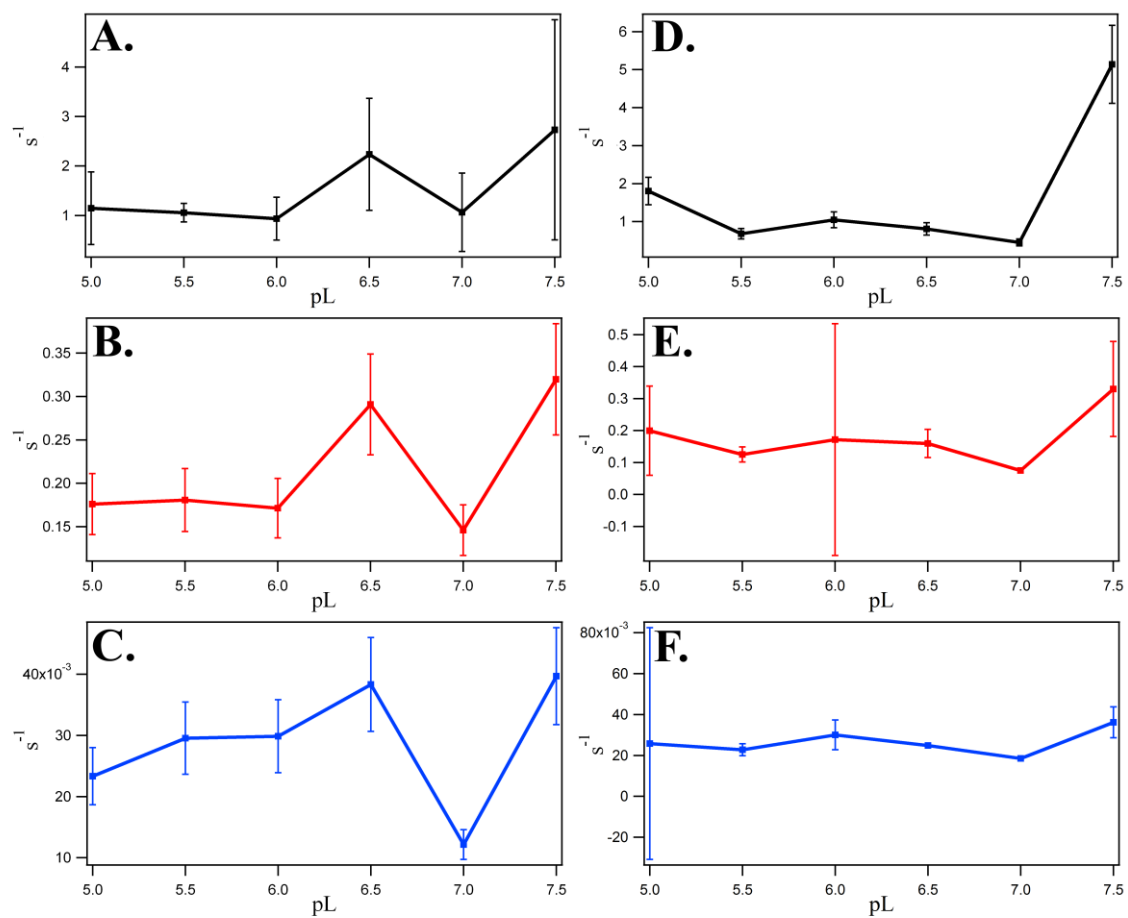 A.
4
3
2
1
s⁻¹
5.0 5.5 6.0 6.5 7.0 7.5
pL
D.
6
5
4
3
2
1
s⁻¹
5.0 5.5 6.0 6.5 7.0 7.5
pL
B.
0.35
0.30
0.25
0.20
0.15
s⁻¹
5.0 5.5 6.0 6.5 7.0 7.5
pL
E.
0.5
0.4
0.3
0.2
0.1
0.0
-0.1
s⁻¹
5.0 5.5 6.0 6.5 7.0 7.5
pL
C.
40x10⁻³
30
20
10
s⁻¹
5.0 5.5 6.0 6.5 7.0 7.5
pL
F.
80x10⁻³
60
40
20
0
-20
s⁻¹
5.0 5.5 6.0 6.5 7.0 7.5
pL